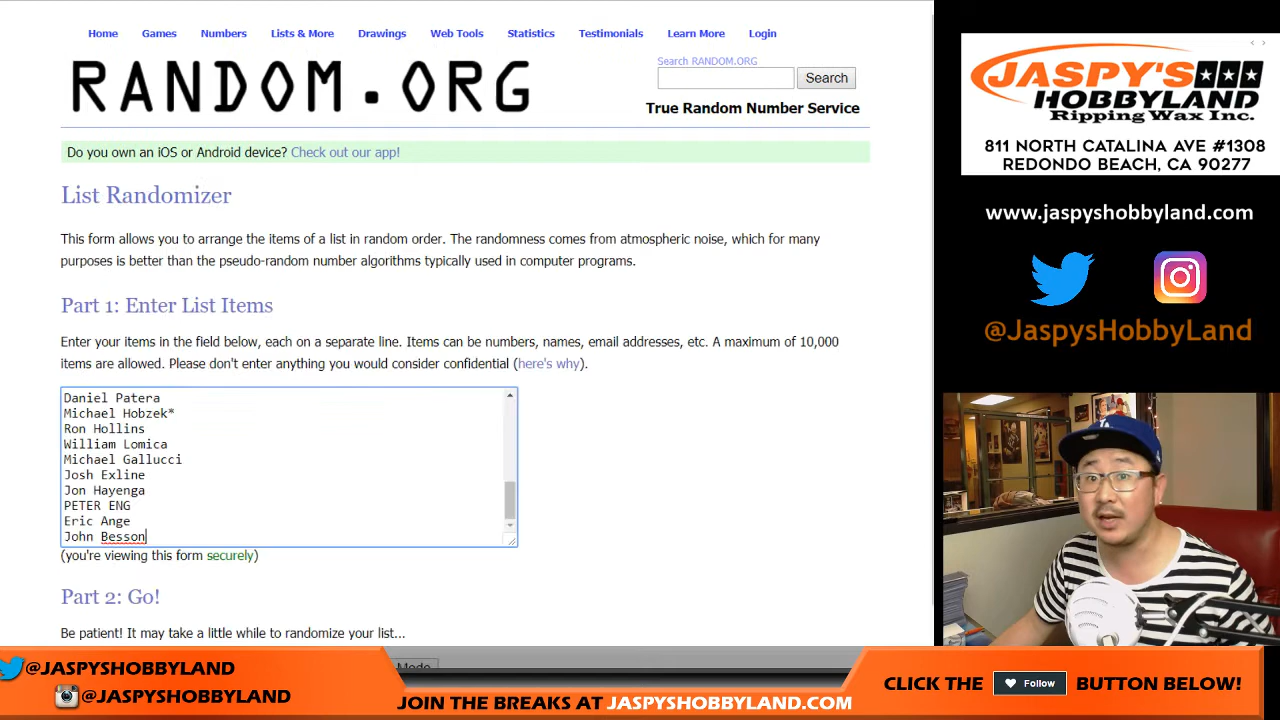 Home Games Numbers Lists & More Drawings Web Tools Statistics Testimonials Learn More Login
RANDOM.ORG
Search RANDOM.ORG
Search
True Random Number Service
Do you own an iOS or Android device? Check out our app!
List Randomizer
This form allows you to arrange the items of a list in random order. The randomness comes from atmospheric noise, which for many
purposes is better than the pseudo-random number algorithms typically used in computer programs.
Part 1: Enter List Items
Enter your items in the field below, each on a separate line. Items can be numbers, names, email addresses, etc. A maximum of 10,000
items are allowed. Please don't enter anything you would consider confidential (here's why).
Daniel Patera
Michael Hobzek*
Ron Hollins
William Lomica
Michael Gallucci
Josh Exline
Jon Hayenga
PETER ENG
Eric Ange
John Besson
(you're viewing this form securely)
Part 2: Go!
Be patient! It may take a little while to randomize your list...
Mode
JASPY'S
HOBBYLAND
Ripping Wax Inc.
811 NORTH CATALINA AVE #1308
REDONDO BEACH, CA 90277
www.jaspyshobbyland.com
@JaspysHobbyLand
@JASPYSHOBBYLAND
@JASPYSHOBBYLAND
JOIN THE BREAKS AT JASPYSHOBBYLAND.COM
CLICK THE Follow BUTTON BELOW!